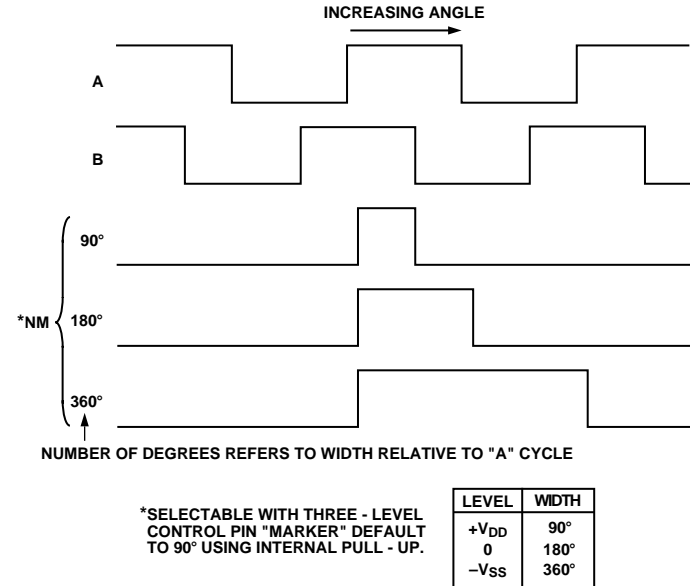 INCREASING ANGLE
A
B
90°
*NM
180°
360°
NUMBER OF DEGREES REFERS TO WIDTH RELATIVE TO "A" CYCLE
*SELECTABLE WITH THREE - LEVEL
CONTROL PIN "MARKER" DEFAULT
TO 90° USING INTERNAL PULL - UP.
LEVEL WIDTH
+VDD 90°
0 180°
–VSS 360°